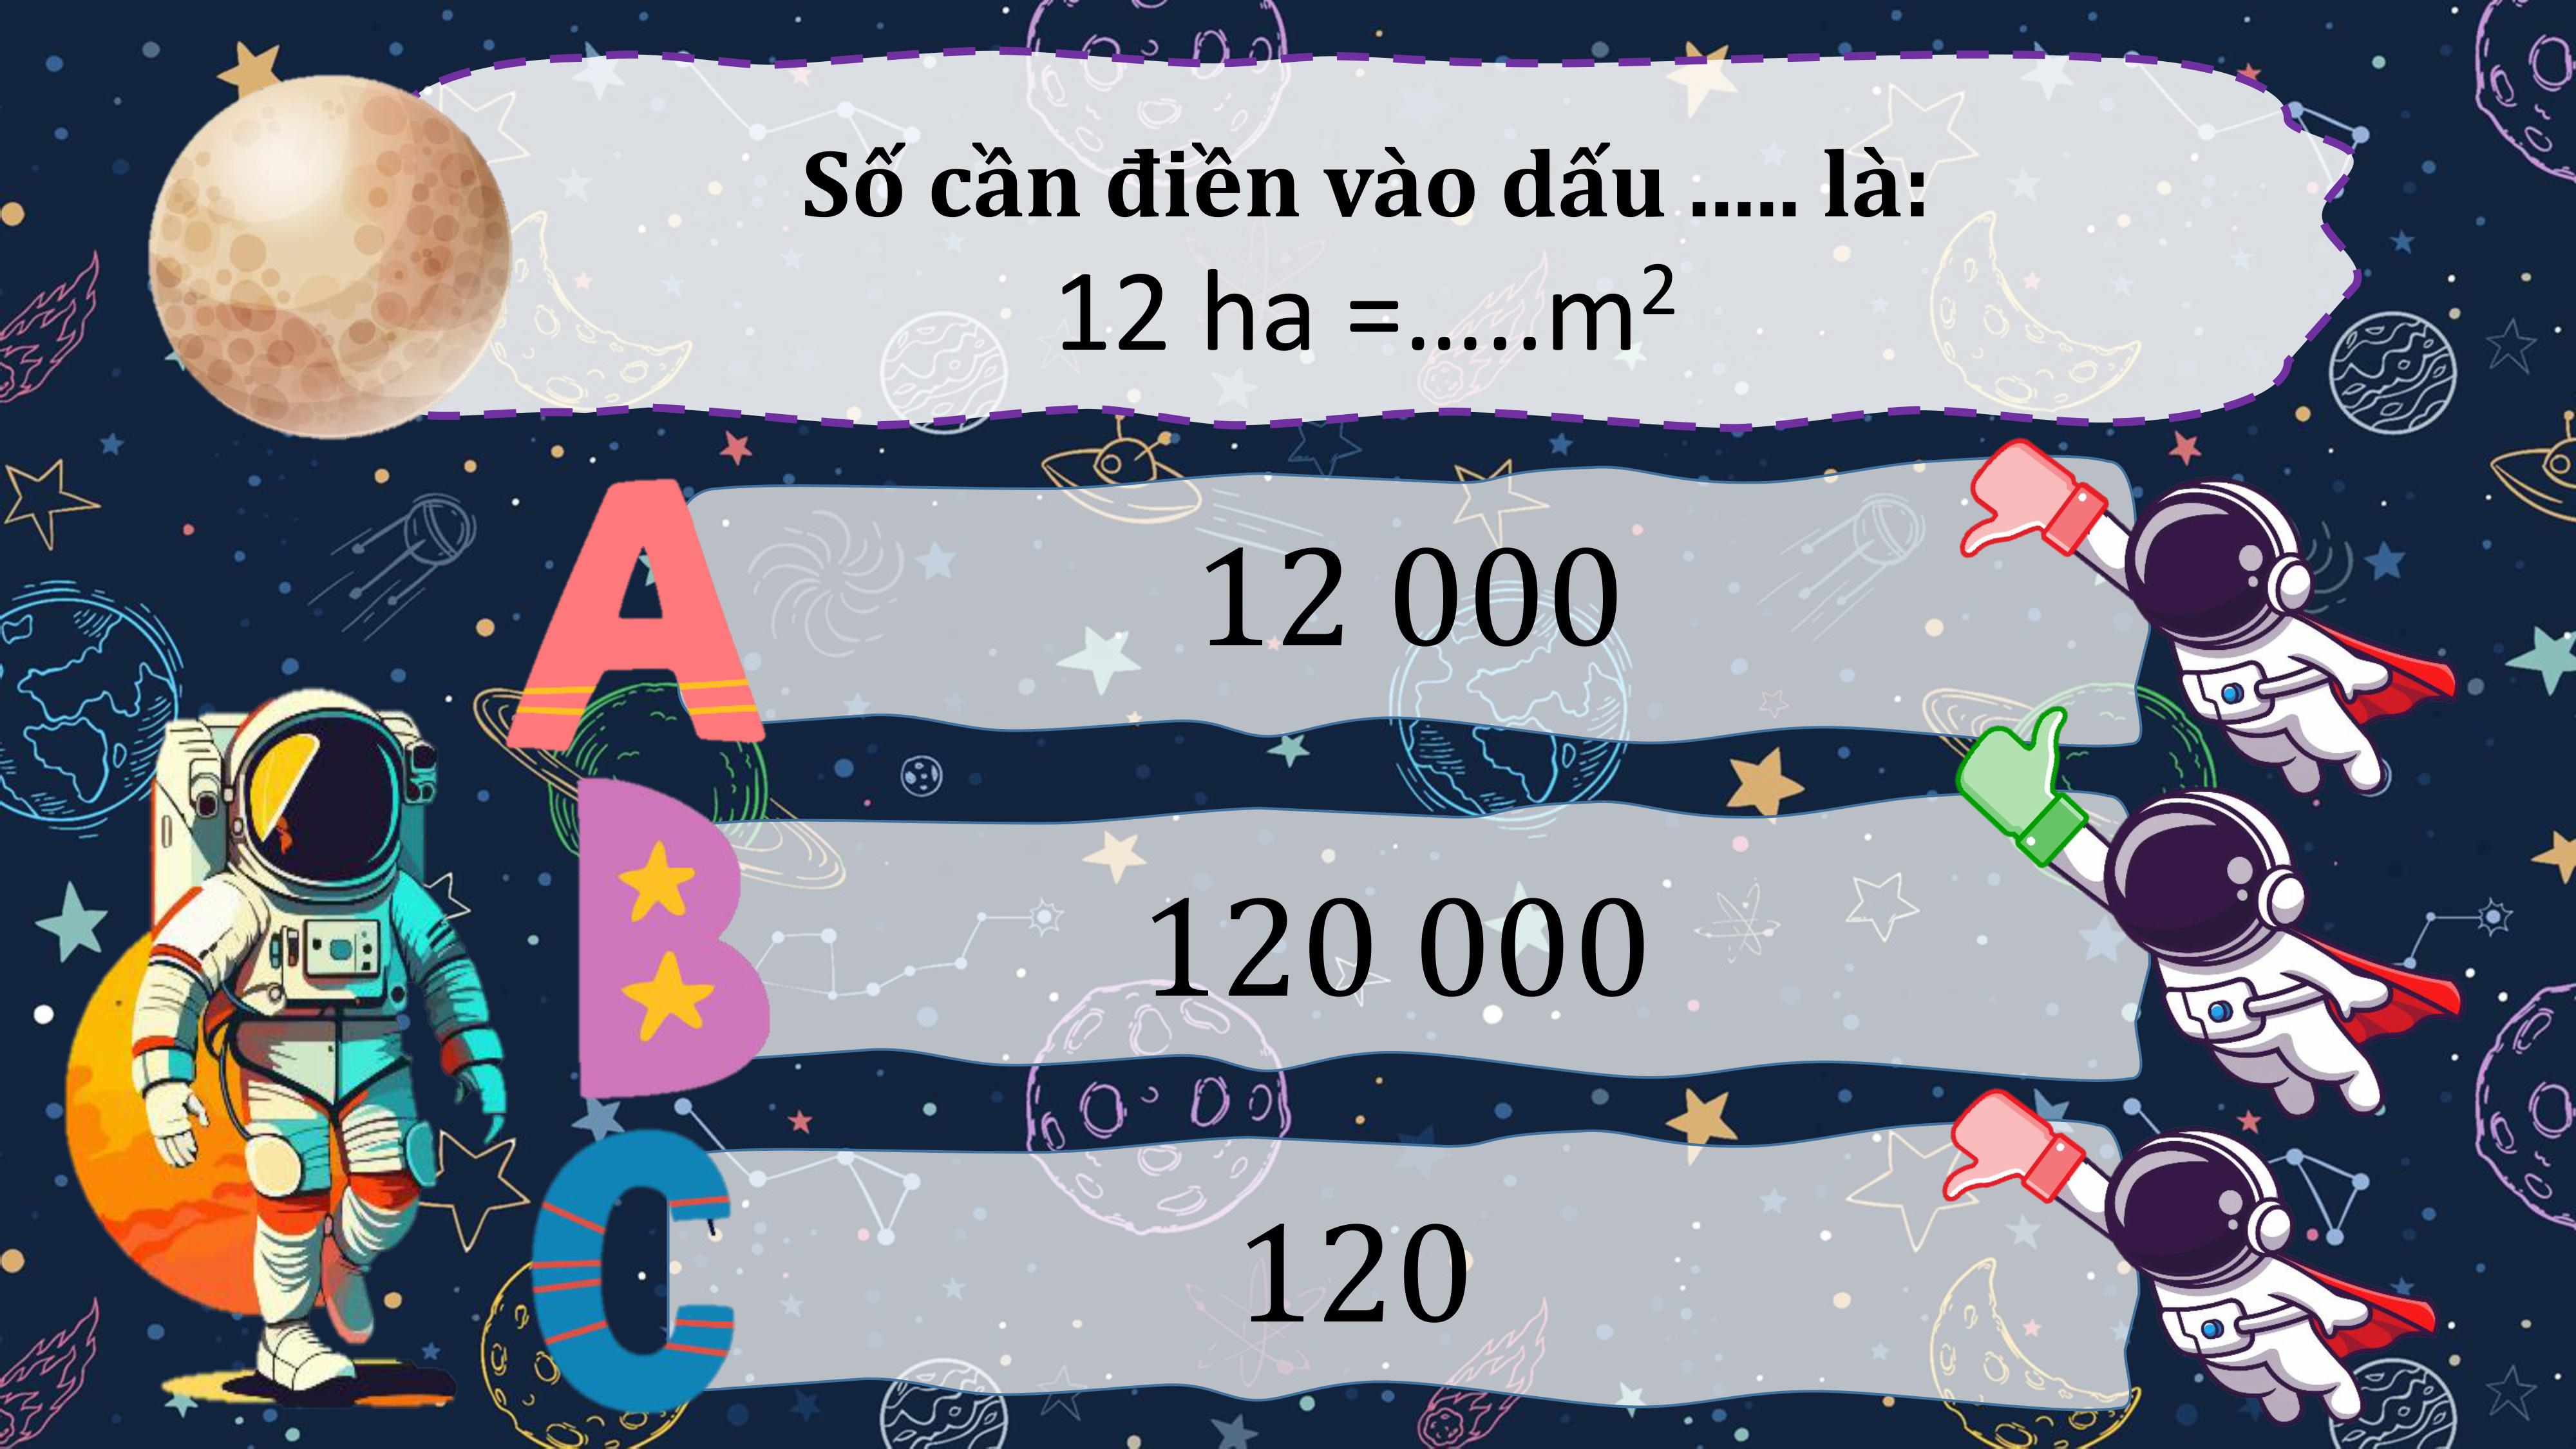 Số cần điền vào dấu ..... là:
12 ha =.....m²
A
12 000
B
120 000
C
120